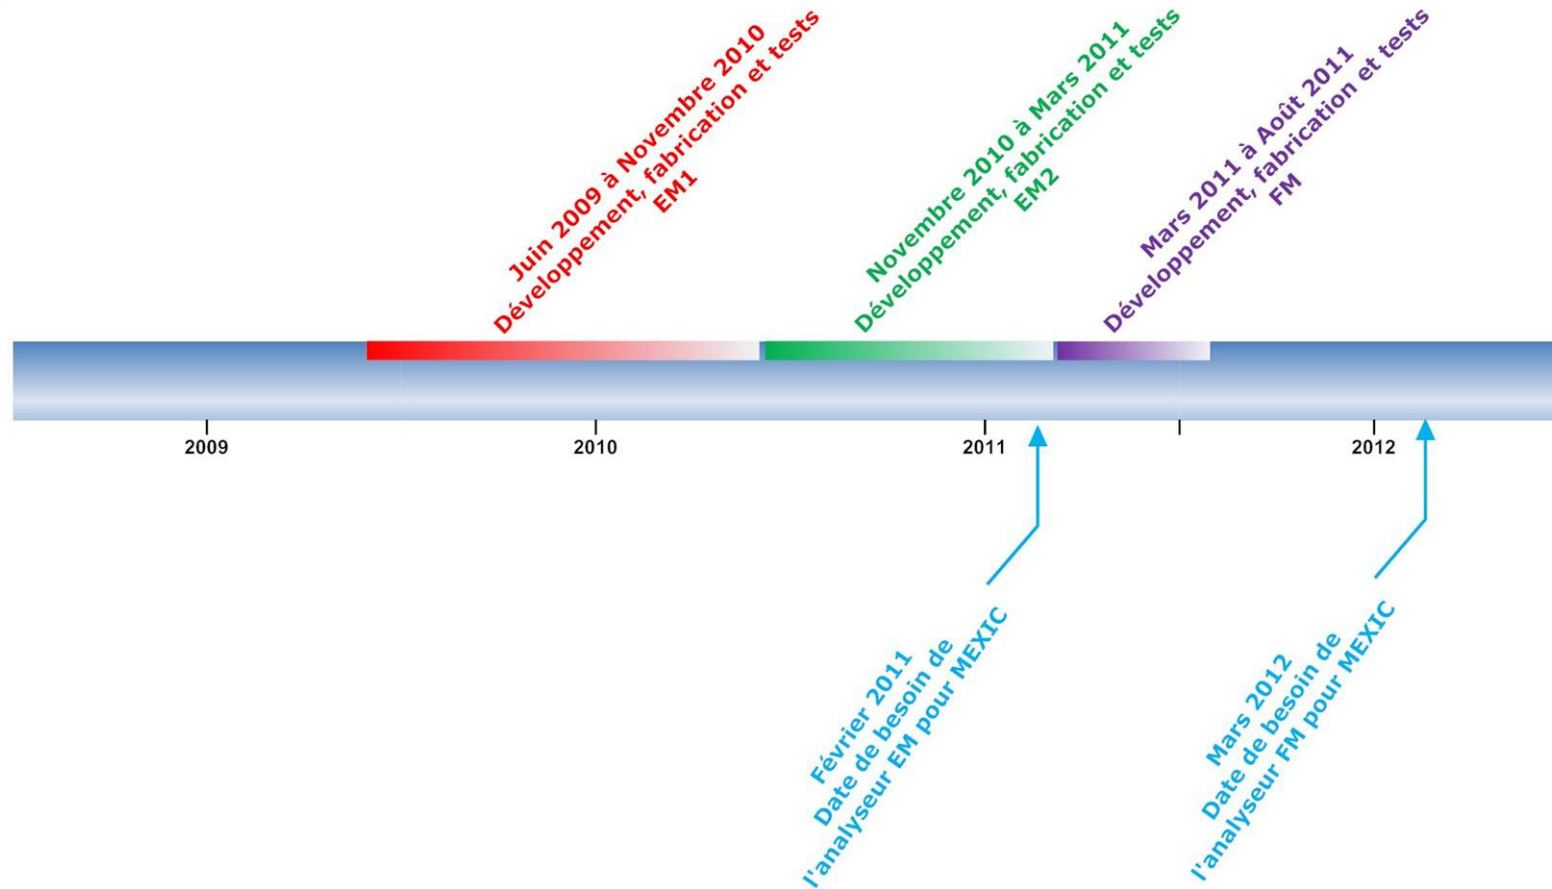 Juin 2009 à Novembre 2010
Développement, fabrication et tests
EM1
Novembre 2010 à Mars 2011
Développement, fabrication et tests
EM2
Mars 2011 à Août 2011
Développement, fabrication et tests
FM
2009
2010
2011
2012
Février 2011
Date de besoin de
l'analyseur EM pour MEXIC
Mars 2012
Date de besoin de
l'analyseur FM pour MEXIC